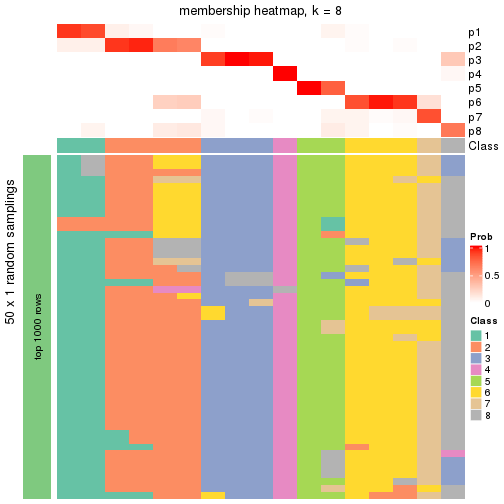 membership heatmap, k = 8
p1
p2
p3
p4
p5
p6
p7
p8
Class
50 x 1 random samplings
top 1000 rows
Prob
1
0.5
0
Class
1
2
3
4
5
6
7
8